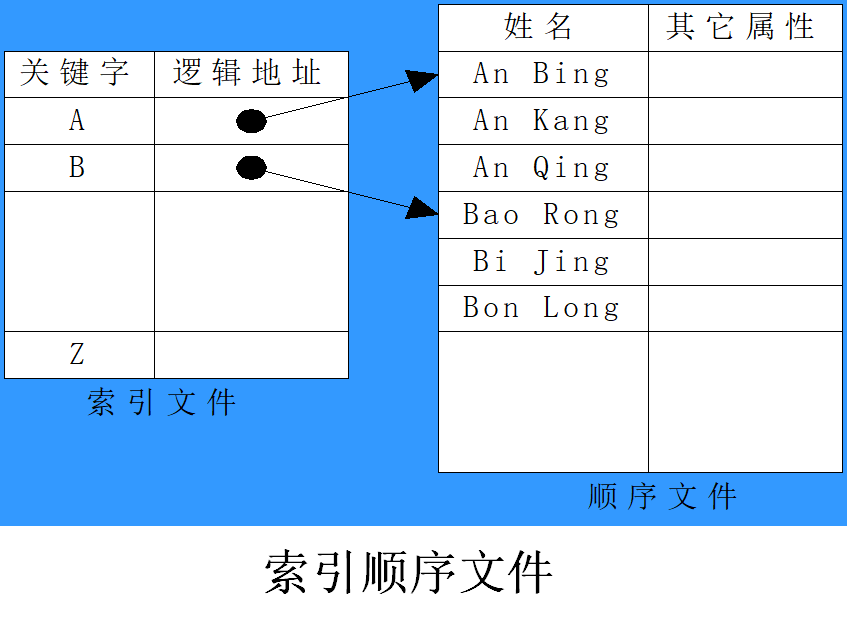 关键字 逻辑地址
A
B
Z
索引文件
姓名 其它属性
An Bing
An Kang
An Qing
Bao Rong
Bi Jing
Bon Long
顺序文件
索引顺序文件